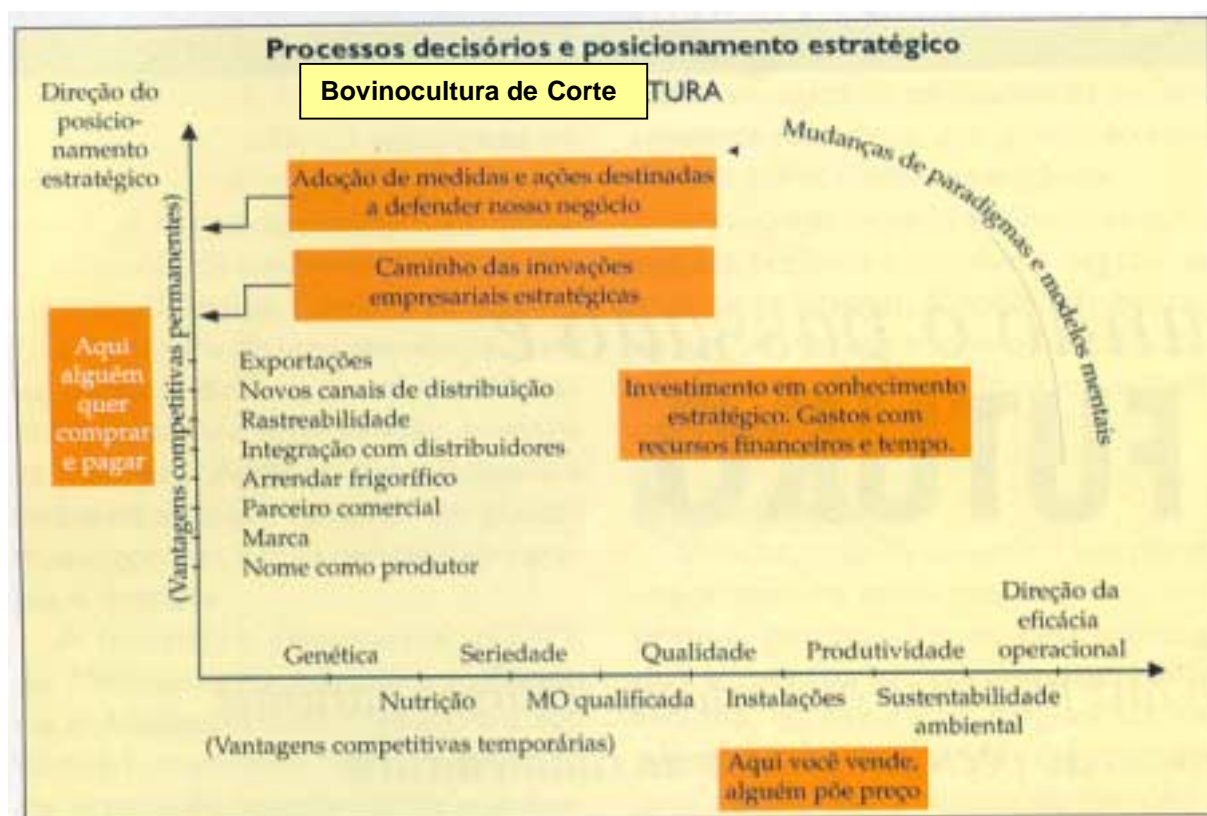 Processos decisórios e posicionamento estratégico
Bovinocultura de Corte
TURA
Direção do
posicio-
namento
estratégico
Mudanças de paradigmas e modelos mentais
Adoção de medidas e ações destinadas
a defender nosso negócio
Caminho das inovações
empresariais estratégicas
(Vantagens competitivas permanentes)
Aqui
alguém
quer
comprar
e pagar
Exportações
Novos canais de distribuição
Rastreabilidade
Integração com distribuidores
Arrendar frigorífico
Parceiro comercial
Marca
Nome como produtor
Investimento em conhecimento
estratégico. Gastos com
recursos financeiros e tempo.
Direção da
eficácia
operacional
Genética Seriedade Qualidade Produtividade
Nutrição MO qualificada Instalações Sustentabilidade
ambiental
(Vantagens competitivas temporárias)
Aqui você vende,
alguém põe preço